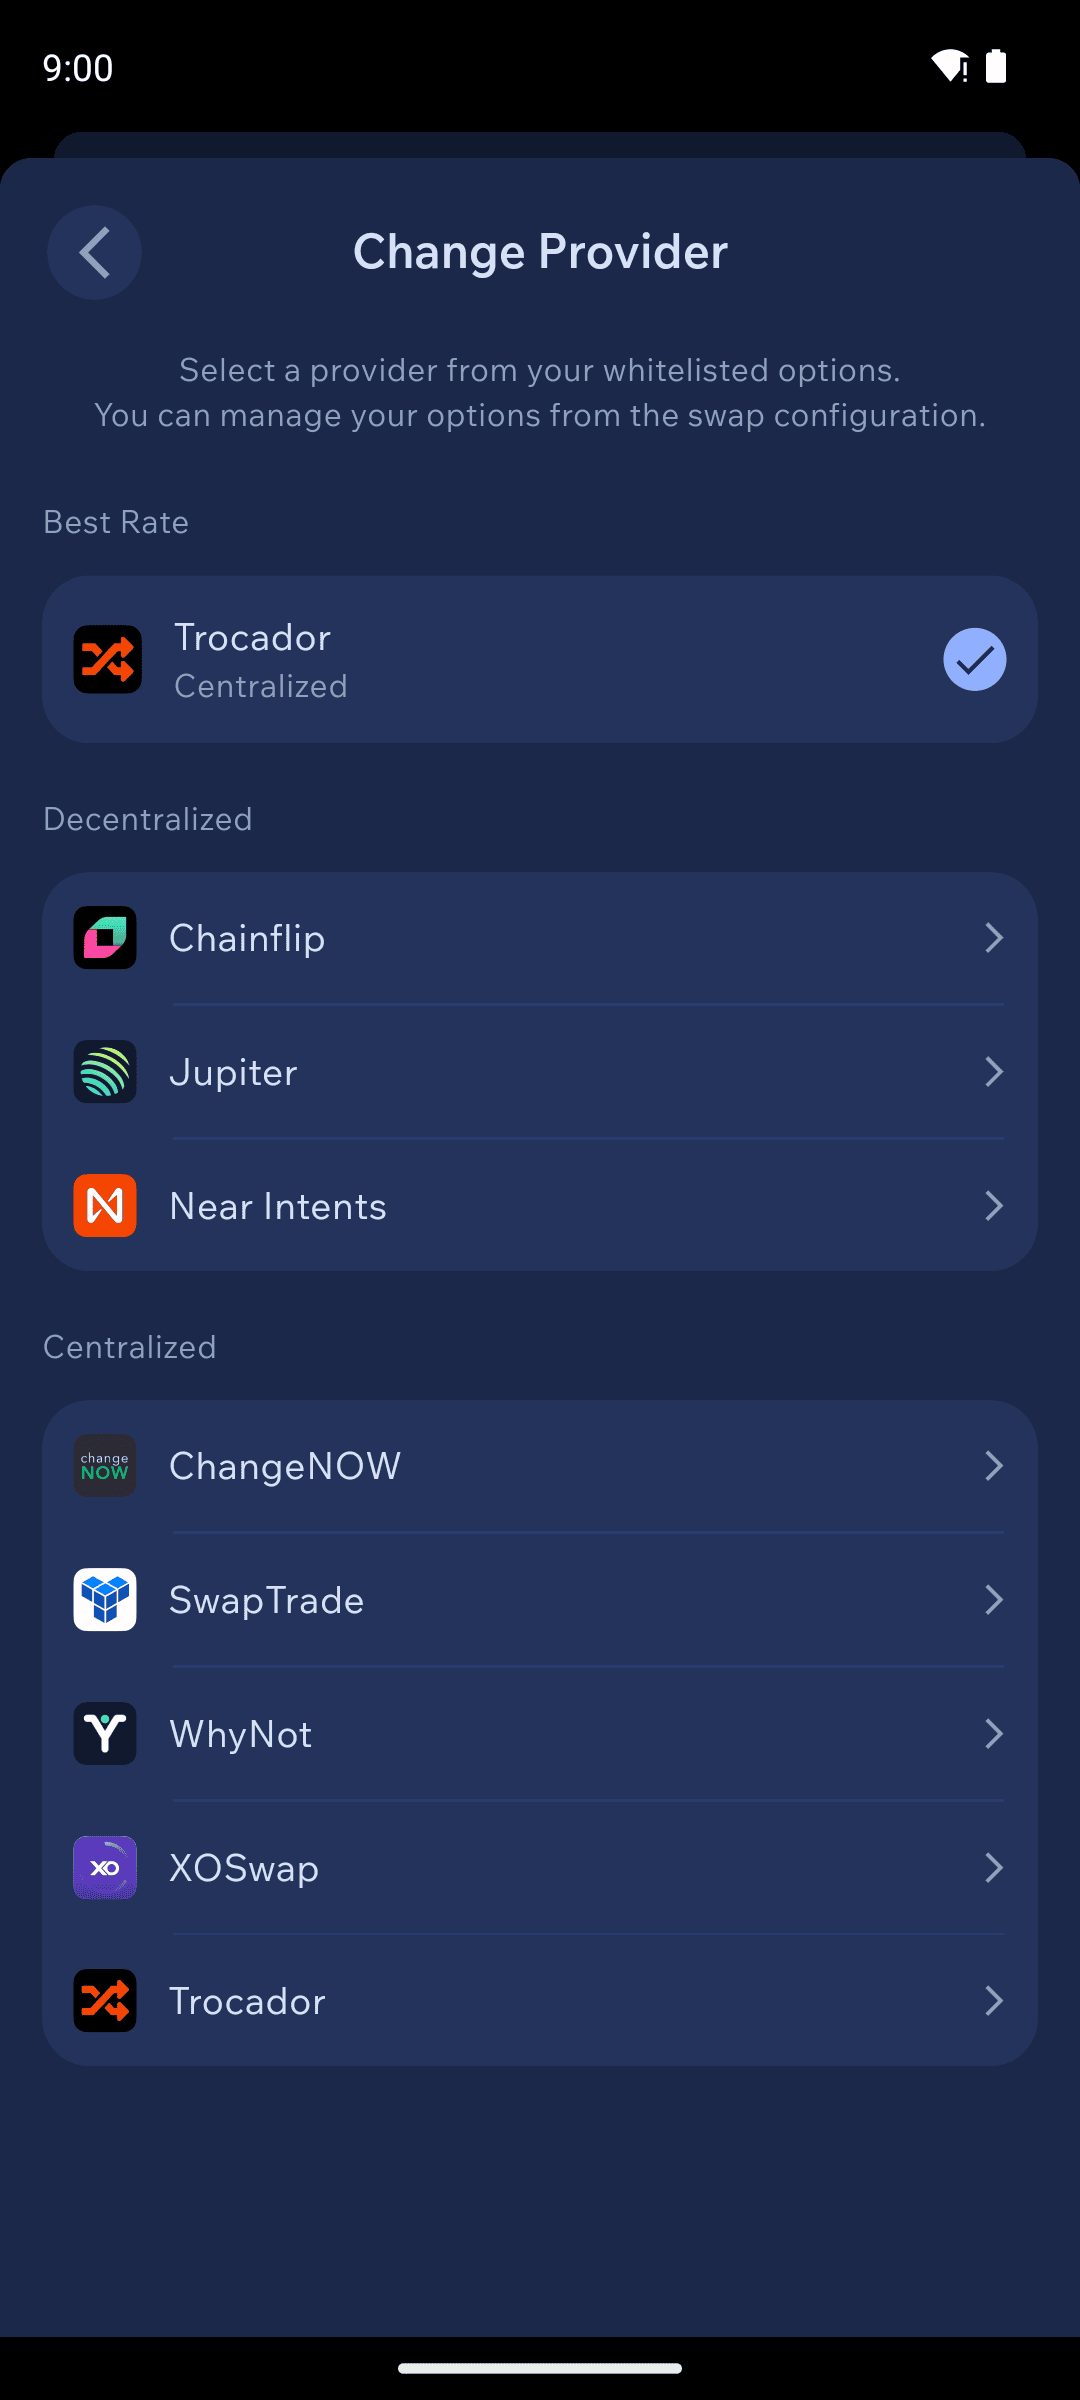 9:00
Change Provider
Select a provider from your whitelisted options.
You can manage your options from the swap configuration.
Best Rate
Trocador
Centralized
Decentralized
Chainflip
Jupiter
Near Intents
Centralized
change
NOW
ChangeNOW
SwapTrade
WhyNot
XO
XOSwap
Trocador